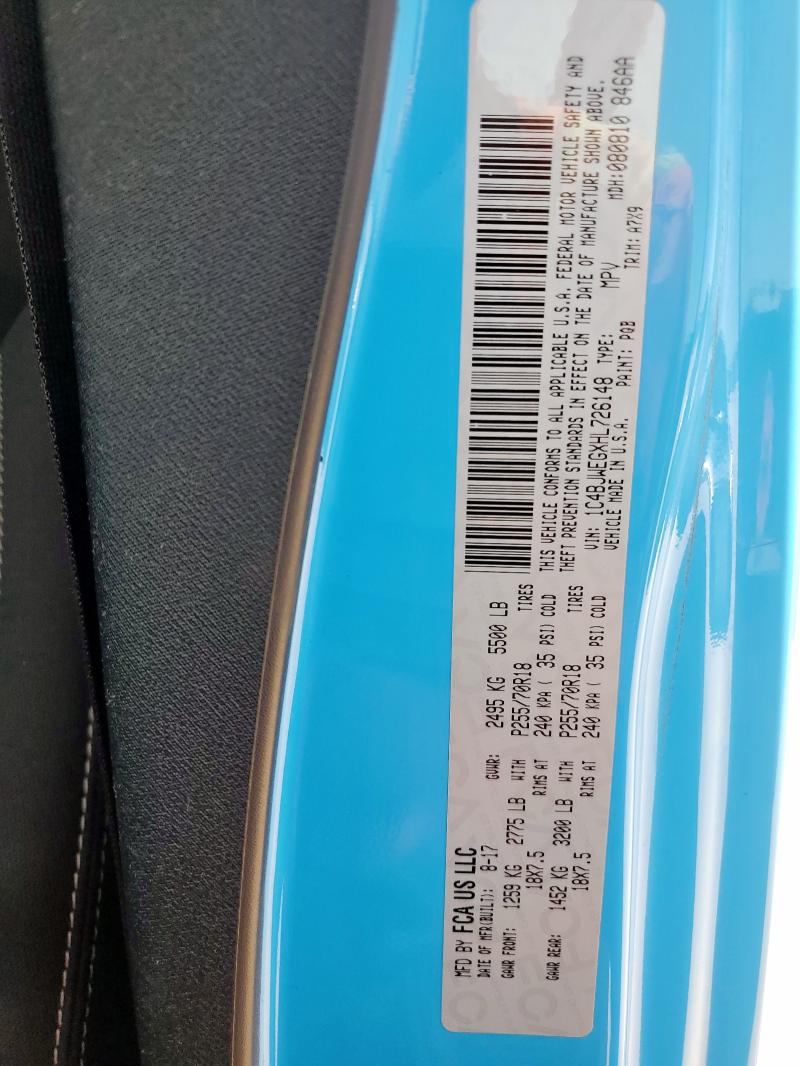 MFD BY FCA US LLC
DATE OF MFR(BUILT): 8-17 GVWR: 2495 KG 5500 LB
GAWR FRONT: 1259 KG 2775 LB WITH P255/70R18 TIRES
18X7.5 RIMS AT 240 KPA ( 35 PSI) COLD
GAWR REAR: 1452 KG 3200 LB WITH P255/70R18 TIRES
18X7.5 RIMS AT 240 KPA ( 35 PSI) COLD
THIS VEHICLE CONFORMS TO ALL APPLICABLE U.S.A. FEDERAL MOTOR VEHICLE SAFETY AND
THEFT PREVENTION STANDARDS IN EFFECT ON THE DATE OF MANUFACTURE SHOWN ABOVE.
VIN: 1C4BJWEGXHL726148 TYPE: MPV MDH:080810 846AA
VEHICLE MADE IN U.S.A. PAINT: PQB TRIM: A7X9